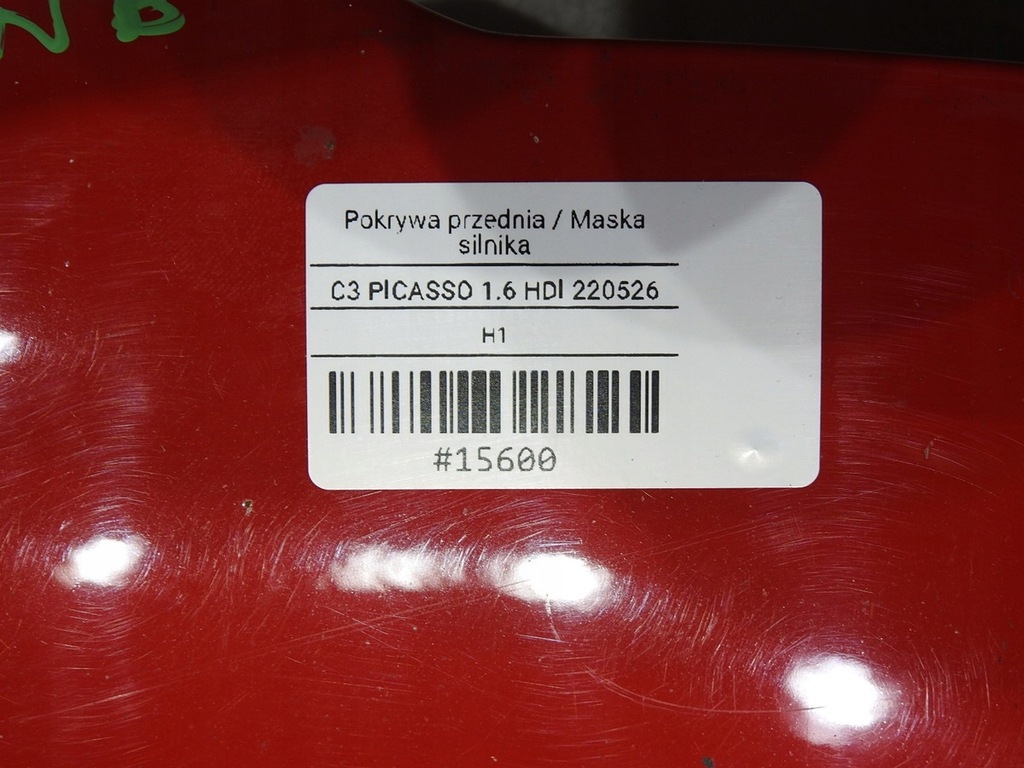 Pokrywa przednia / Maska
silnika
C3 PICASSO 1.6 HDI 220526
H1
#15600